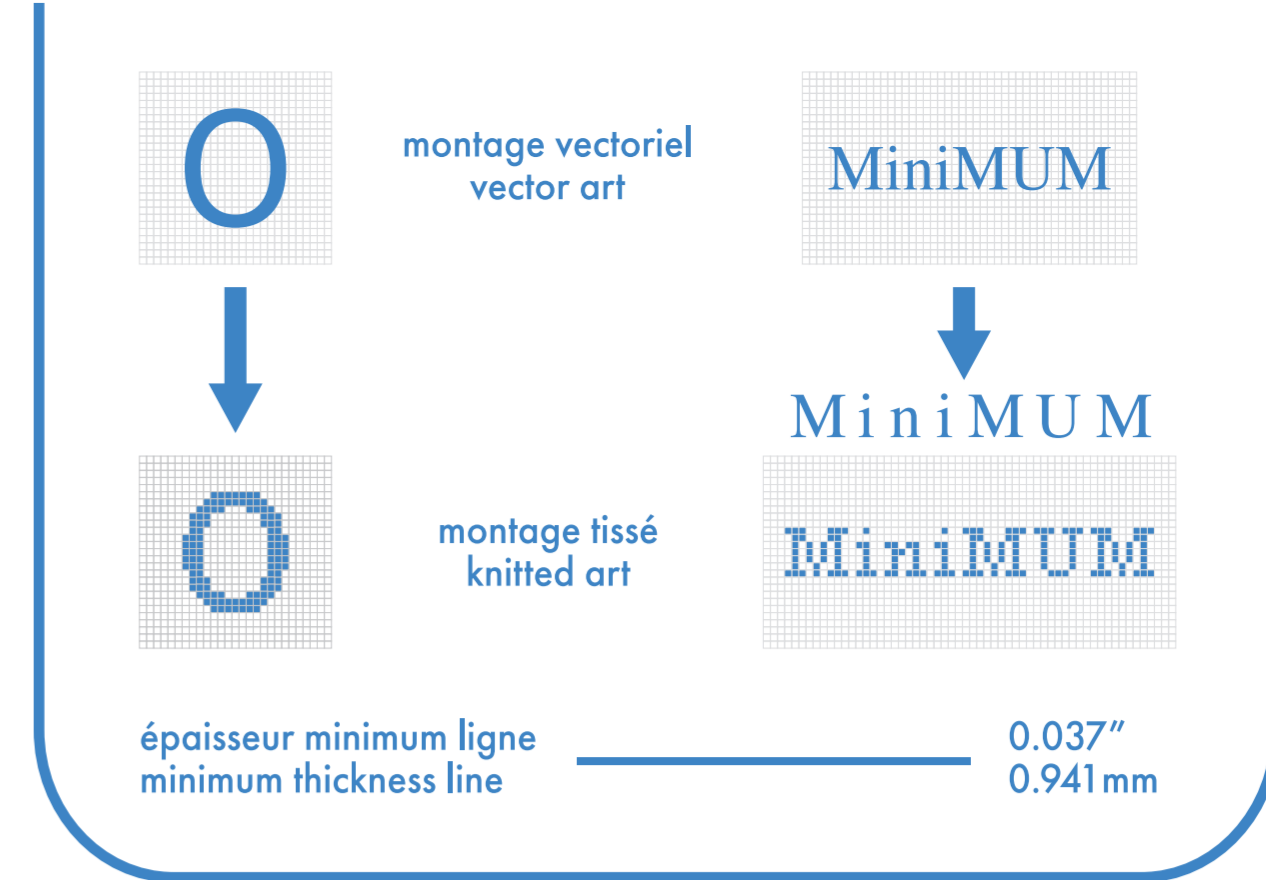 O
montage vectoriel
vector art
MiniMUM
MiniMUM
O
montage tissé
knitted art
MiniMUM
épaisseur minimum ligne
minimum thickness line
0.037″
0.941mm